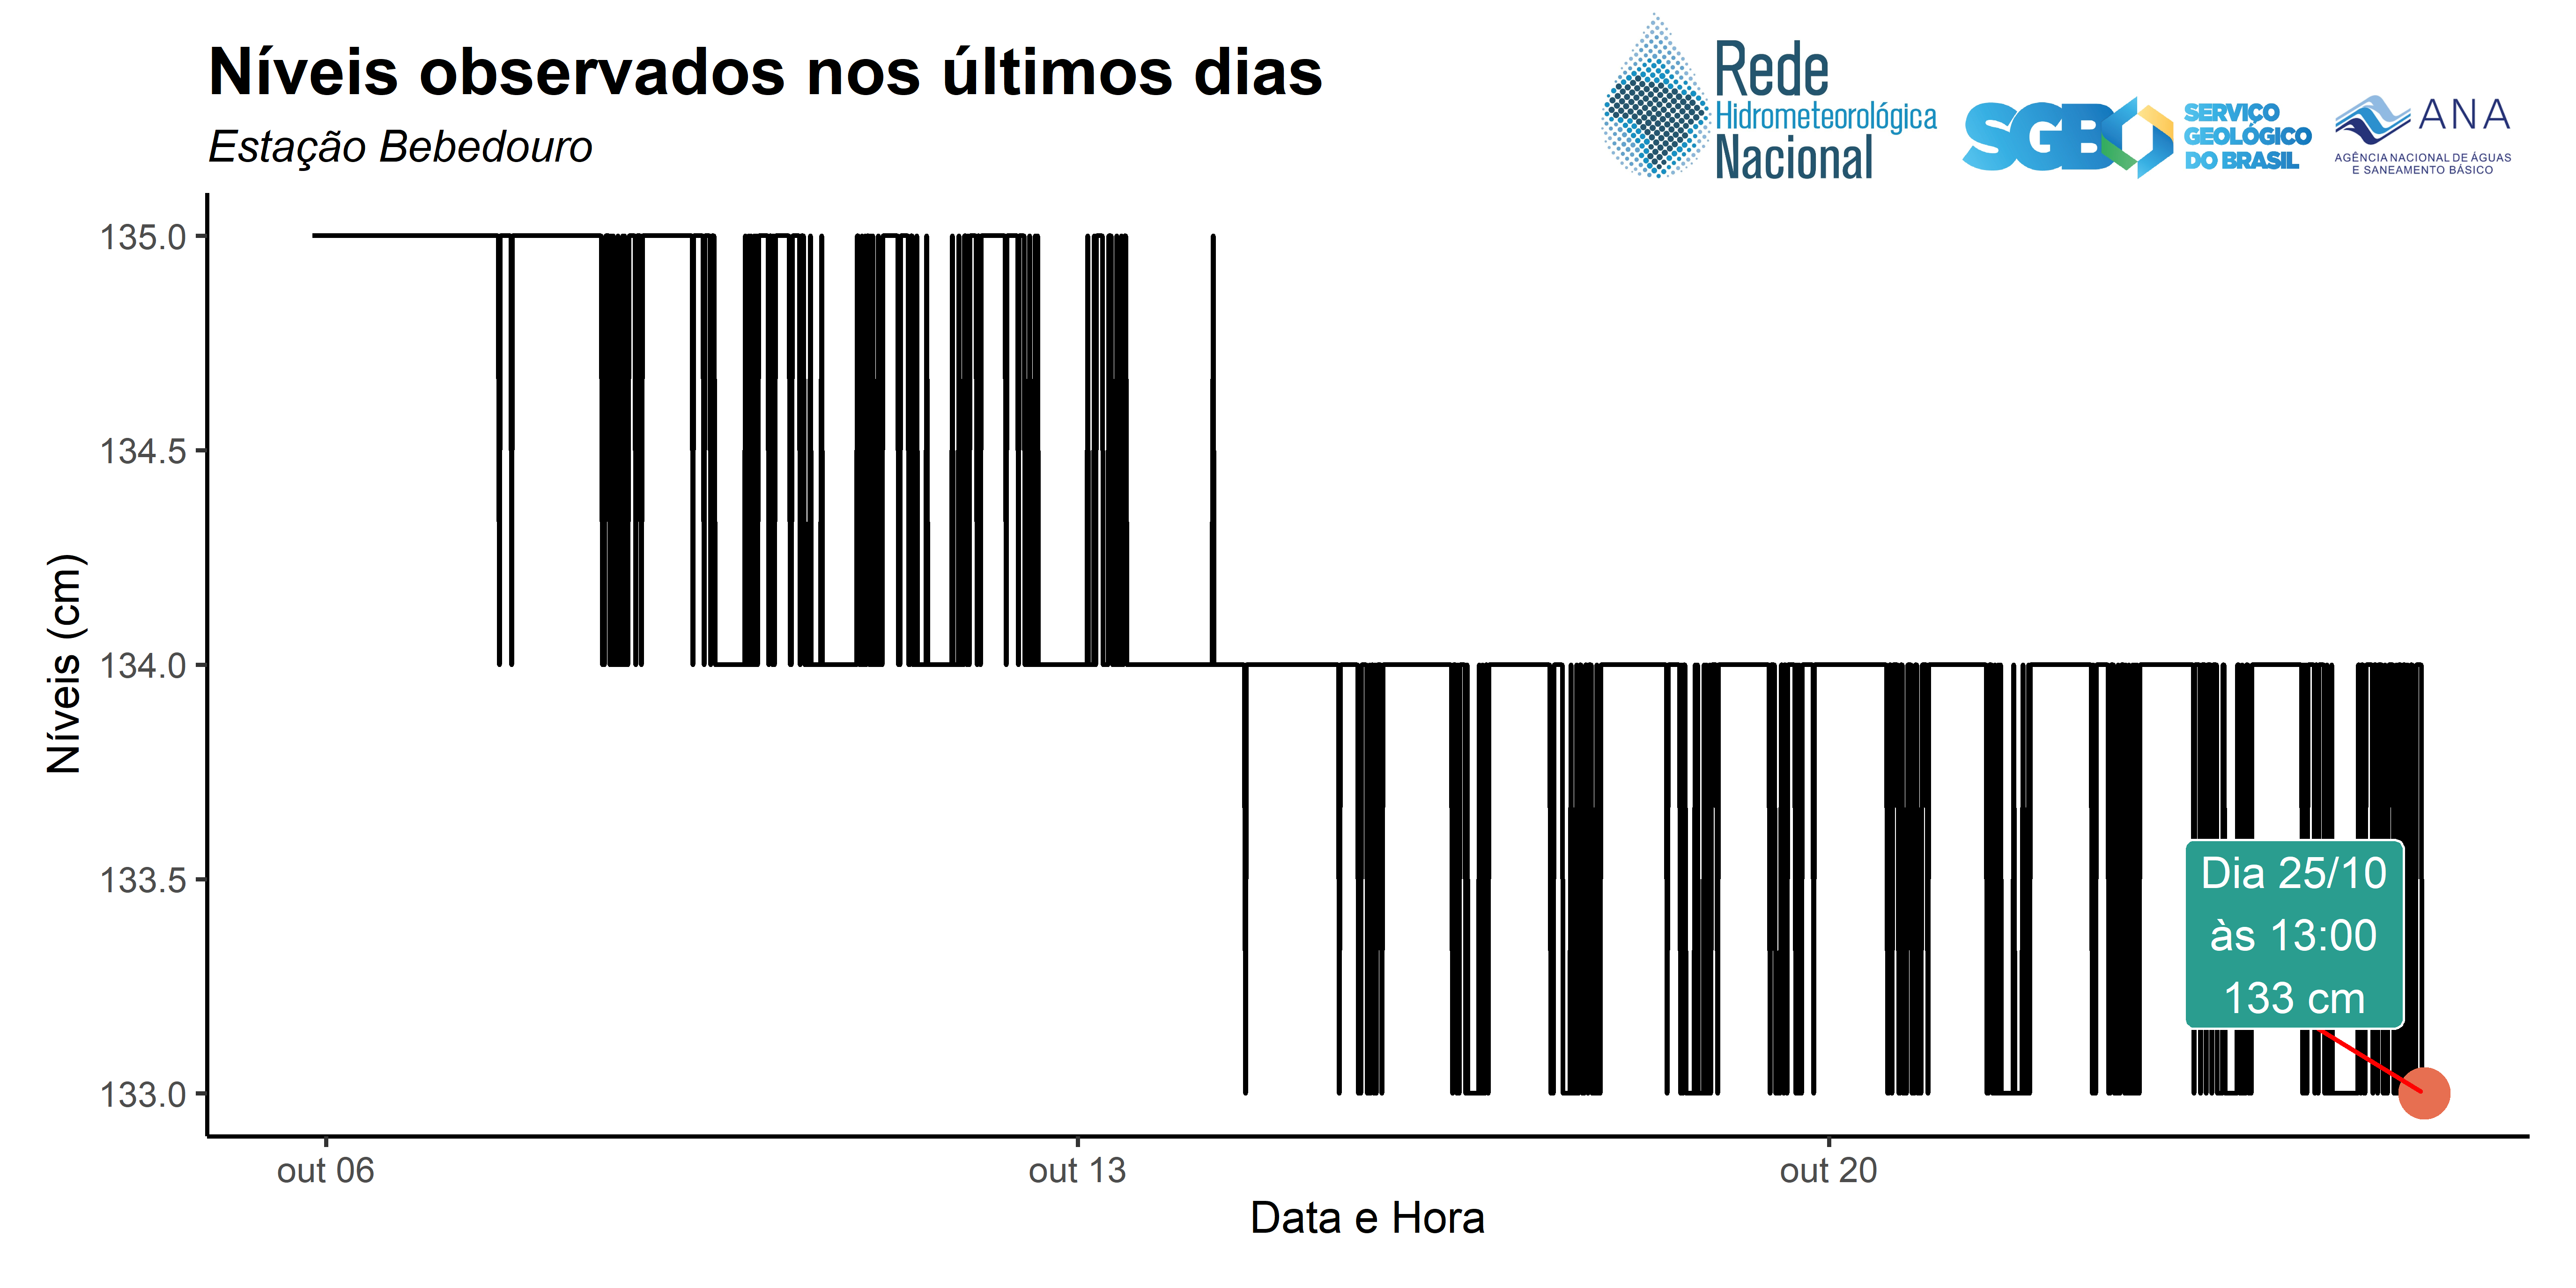 Níveis observados nos últimos dias
Estação Bebedouro
Rede
Hidrometeorológica
Nacional
SGB
SERVIÇO
GEOLÓGICO
DO BRASIL
ANA
AGÊNCIA NACIONAL DE ÁGUAS
E SANEAMENTO BÁSICO
Níveis (cm)
135.0
134.5
134.0
133.5
133.0
Dia 25/10
às 13:00
133 cm
out 06
out 13
out 20
Data e Hora